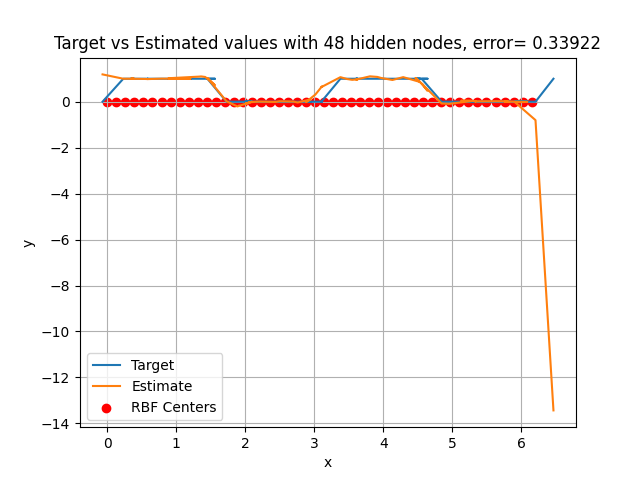 Target vs Estimated values with 48 hidden nodes, error= 0.33922
y
0
−2
−4
−6
−8
−10
−12
−14
Target
Estimate
RBF Centers
0 1 2 3 4 5 6
x